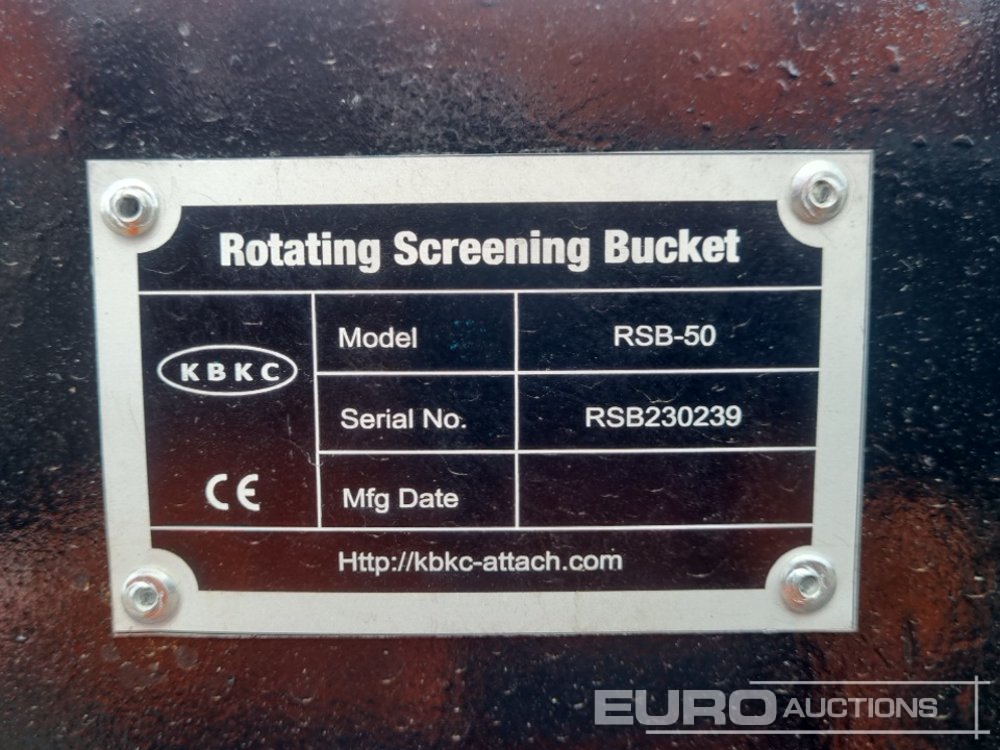 Rotating Screening Bucket
KBKC
CE
Model RSB-50
Serial No. RSB230239
Mfg Date
Http://kbkc-attach.com
EURO AUCTIONS